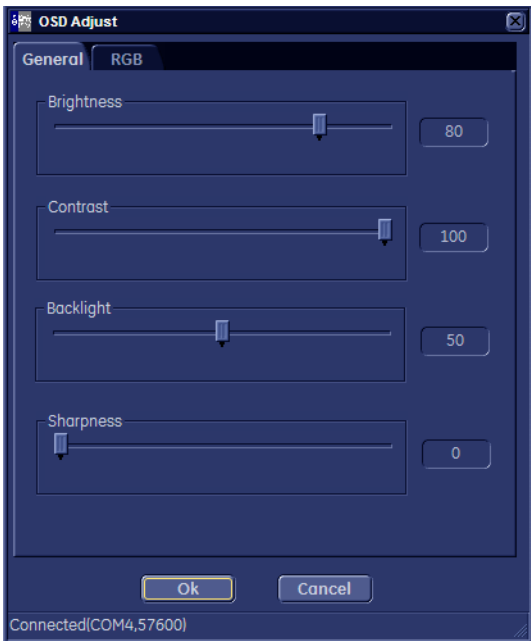 OSD Adjust
General RGB
Brightness
80
Contrast
100
Backlight
50
Sharpness
0
Ok Cancel
Connected(COM4,57600)